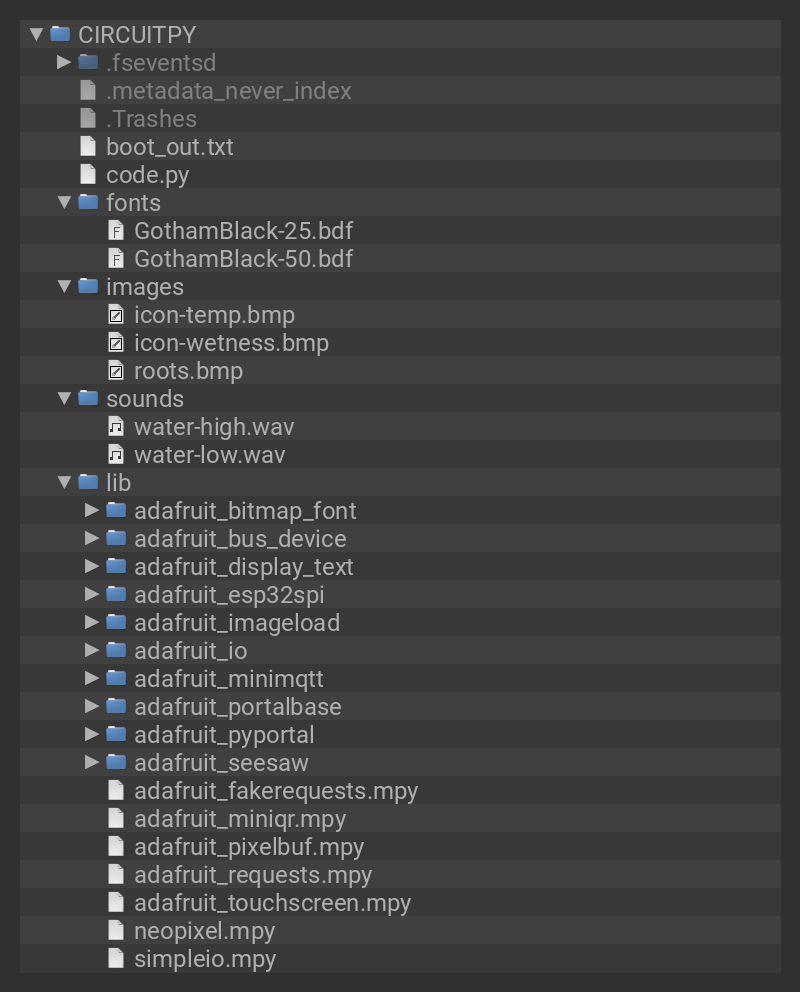 CIRCUITPY
.fseventsd
.metadata_never_index
.Trashes
boot_out.txt
code.py
fonts
GothamBlack-25.bdf
GothamBlack-50.bdf
images
icon-temp.bmp
icon-wetness.bmp
roots.bmp
sounds
water-high.wav
water-low.wav
lib
adafruit_bitmap_font
adafruit_bus_device
adafruit_display_text
adafruit_esp32spi
adafruit_imageload
adafruit_io
adafruit_minimqtt
adafruit_portalbase
adafruit_pyportal
adafruit_seesaw
adafruit_fakerequests.mpy
adafruit_miniqr.mpy
adafruit_pixelbuf.mpy
adafruit_requests.mpy
adafruit_touchscreen.mpy
neopixel.mpy
simpleio.mpy